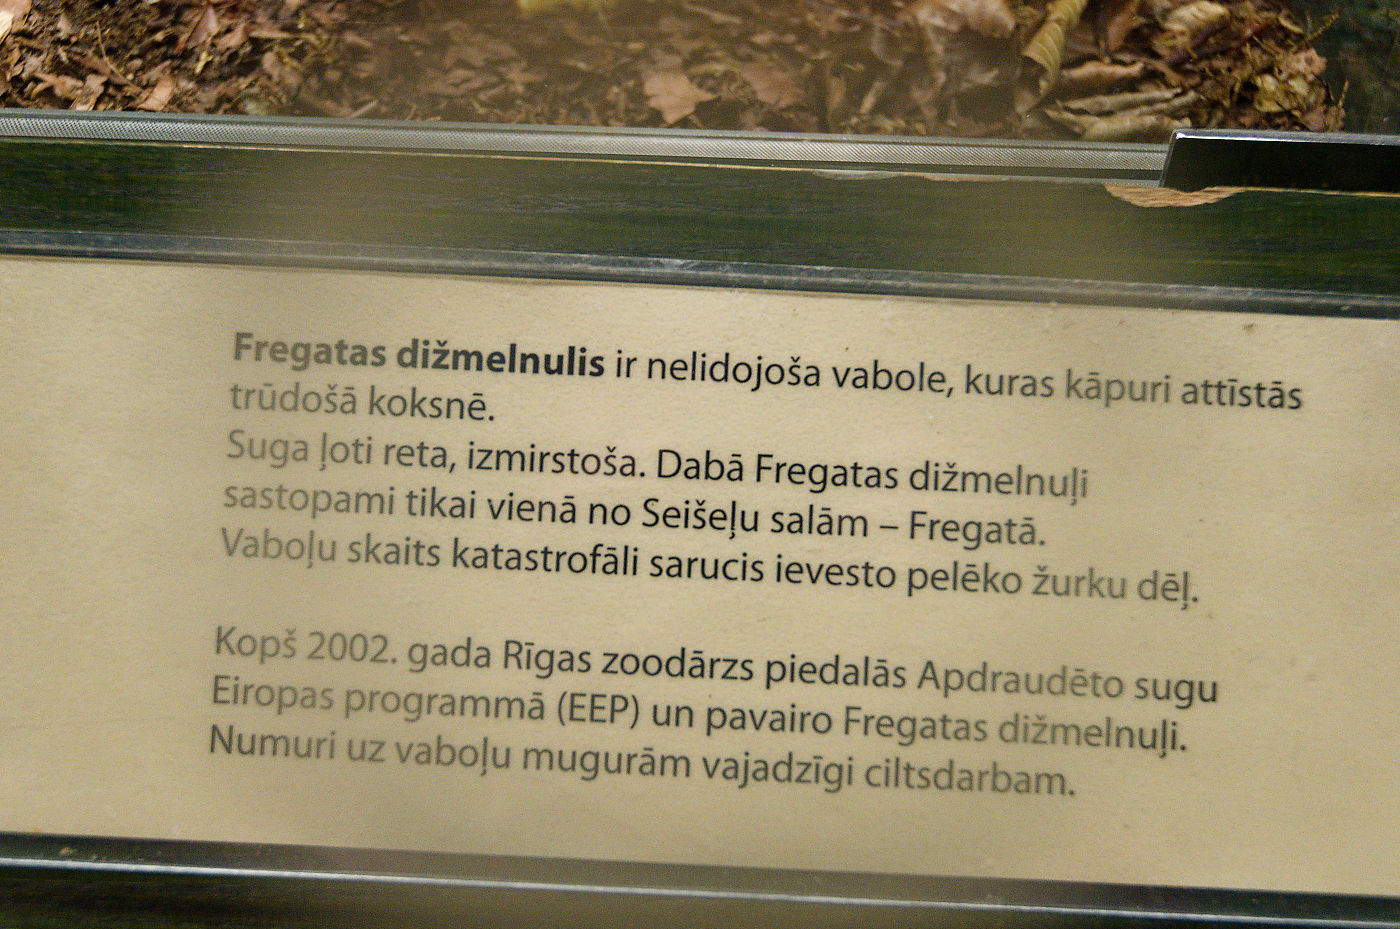 Fregatas dižmelnulis ir nelidojoša vabole, kuras kāpuri attīstās
trūdošā koksnē.
Suga ļoti reta, izmirstoša. Dabā Fregatas dižmelnuļi
sastopami tikai vienā no Seišeļu salām – Fregatā.
Vaboļu skaits katastrofāli sarucis ievesto pelēko žurku dēļ.
Kopš 2002. gada Rīgas zoodārzs piedalās Apdraudēto sugu
Eiropas programmā (EEP) un pavairo Fregatas dižmelnuļi.
Numuri uz vaboļu mugurām vajadzīgi ciltsdarbam.